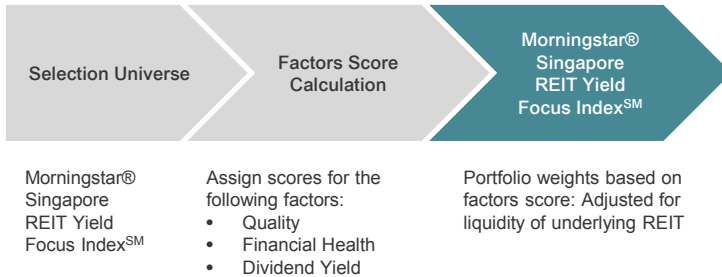 Selection Universe
Factors Score
Calculation
Morningstar®
Singapore
REIT Yield
Focus Index℠
Morningstar®
Singapore
REIT Yield
Focus Index℠
Assign scores for the
following factors:
• Quality
• Financial Health
• Dividend Yield
Portfolio weights based on
factors score: Adjusted for
liquidity of underlying REIT